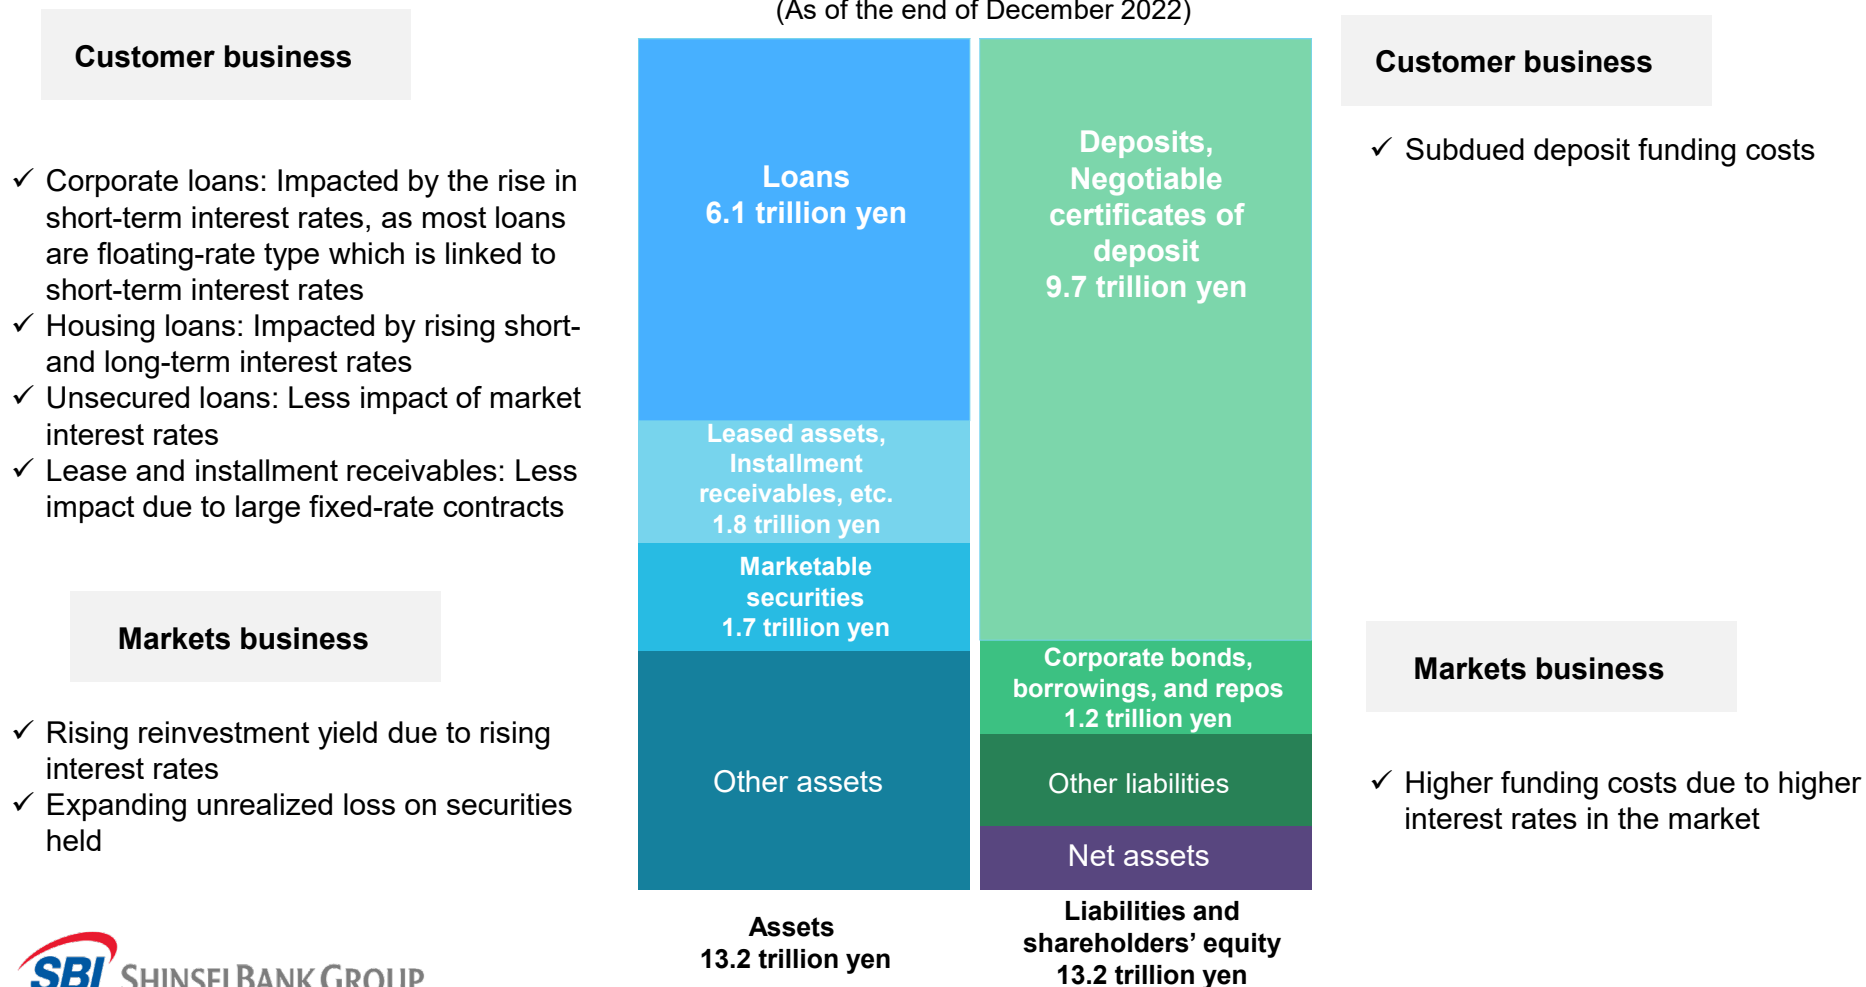 (As of the end of December 2022)
Customer business
✓ Corporate loans: Impacted by the rise in
short-term interest rates, as most loans
are floating-rate type which is linked to
short-term interest rates
✓ Housing loans: Impacted by rising short-
and long-term interest rates
✓ Unsecured loans: Less impact of market
interest rates
✓ Lease and installment receivables: Less
impact due to large fixed-rate contracts
Markets business
✓ Rising reinvestment yield due to rising
interest rates
✓ Expanding unrealized loss on securities
held
Loans
6.1 trillion yen
Leased assets,
Installment
receivables, etc.
1.8 trillion yen
Marketable
securities
1.7 trillion yen
Other assets
Assets
13.2 trillion yen
Deposits,
Negotiable
certificates of
deposit
9.7 trillion yen
Corporate bonds,
borrowings, and repos
1.2 trillion yen
Other liabilities
Net assets
Liabilities and
shareholders’ equity
13.2 trillion yen
Customer business
✓ Subdued deposit funding costs
Markets business
✓ Higher funding costs due to higher
interest rates in the market
SBI SHINSEI BANK GROUP